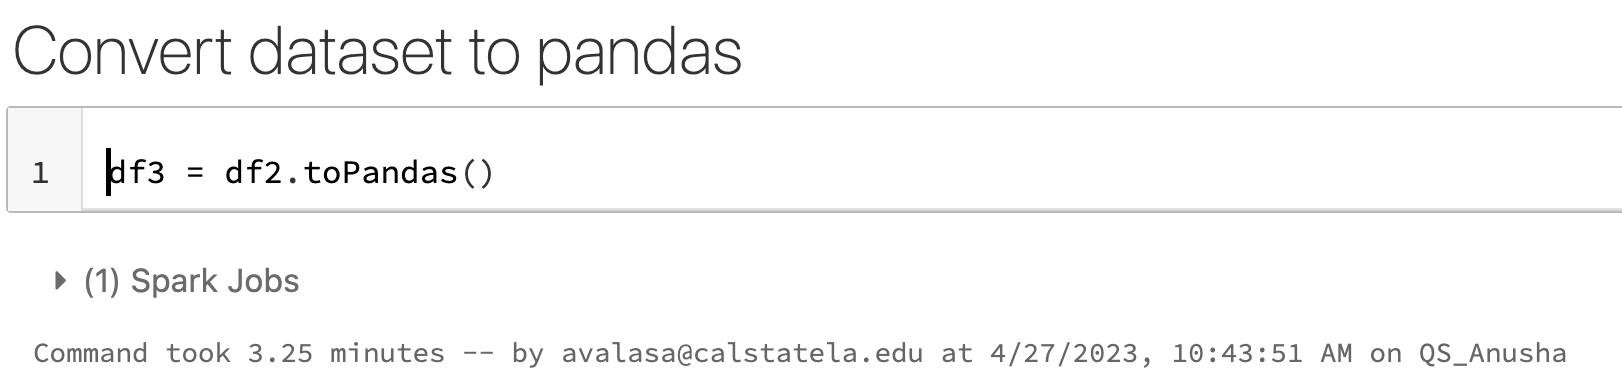 Convert dataset to pandas
1 df3 = df2.toPandas()
(1) Spark Jobs
Command took 3.25 minutes -- by avalasa@calstatela.edu at 4/27/2023, 10:43:51 AM on QS_Anusha